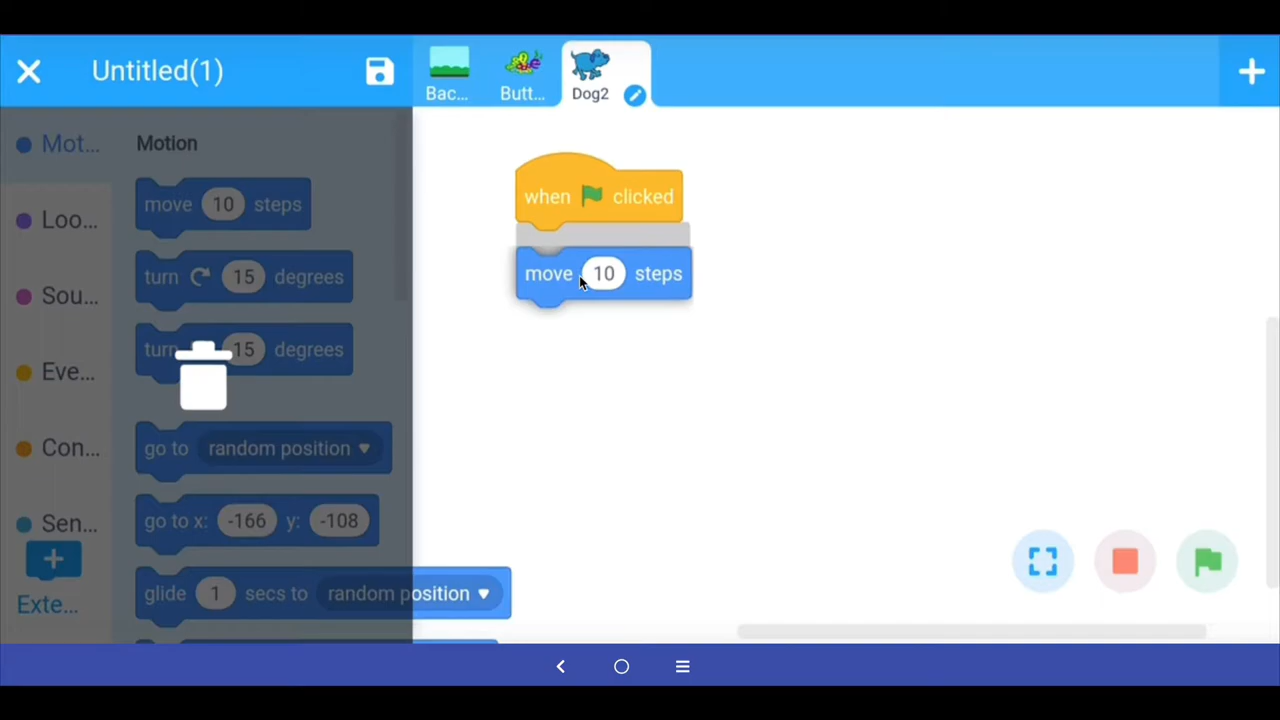 Untitled(1)
Bac...
Butt...
Dog2
Mot...
Loo...
Sou...
Eve...
Con...
Sen...
Exte...
Motion
move 10 steps
turn 15 degrees
turn 15 degrees
go to random position
go to x: -166 y: -108
glide 1 secs to random position
when clicked
move 10 steps